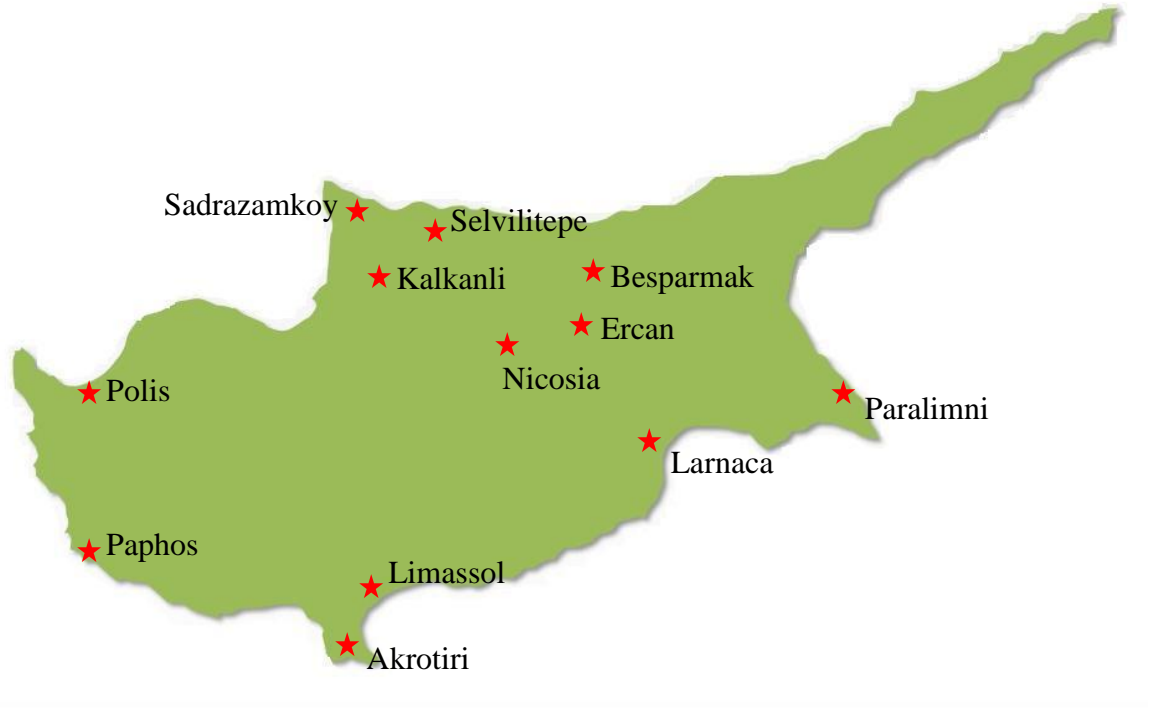 Sadrazamkoy
Selvilitepe
Kalkanli
Besparmak
Ercan
Nicosia
Polis
Paralimni
Larnaca
Paphos
Limassol
Akrotiri